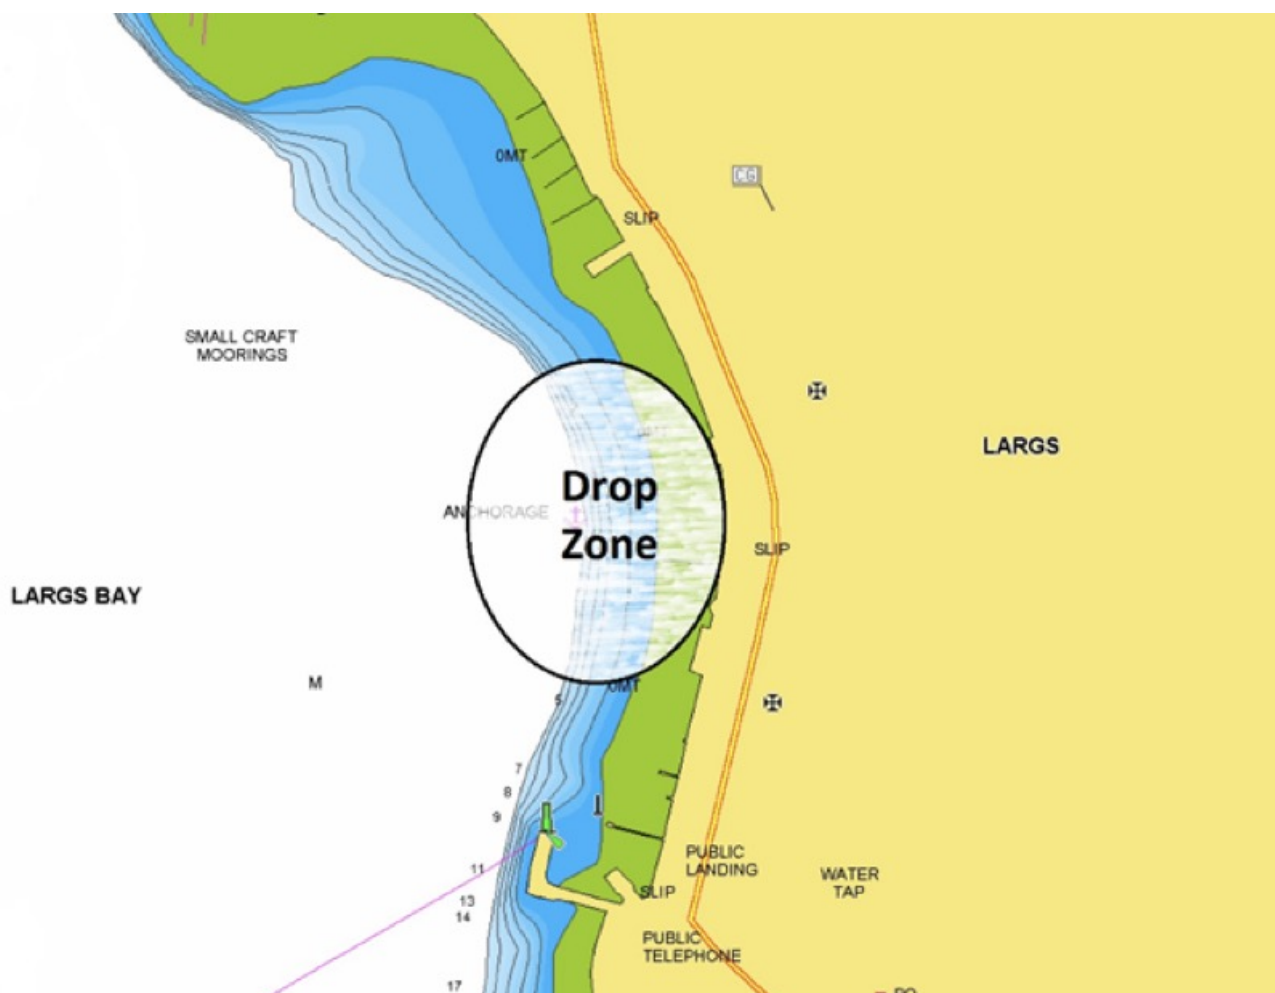 0MT
CG
SLIP
SMALL CRAFT
MOORINGS
LARGS
Drop
Zone
ANCHORAGE
SLIP
LARGS BAY
M
0MT
5
7
8
9
11
13
14
17
PUBLIC
LANDING
WATER
TAP
SLIP
PUBLIC
TELEPHONE